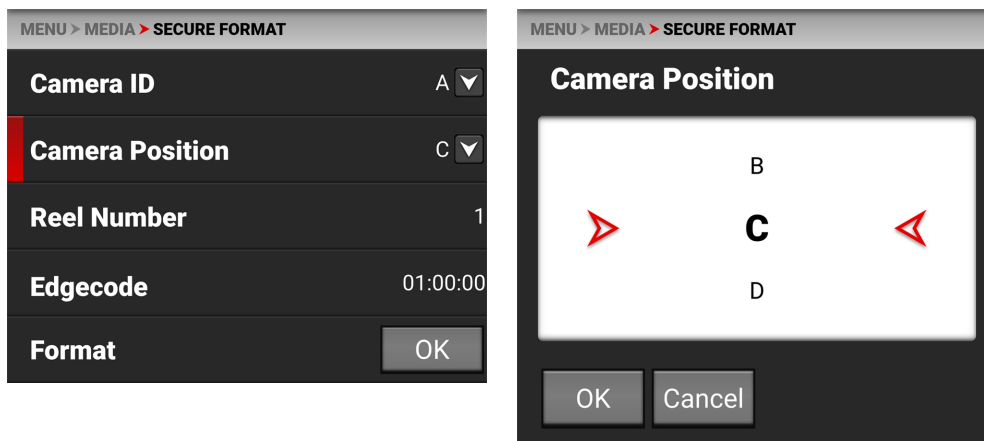 MENU > MEDIA > SECURE FORMAT
Camera ID A
Camera Position C
Reel Number 1
Edgecode 01:00:00
Format OK
MENU > MEDIA > SECURE FORMAT
Camera Position
B
C
D
OK Cancel